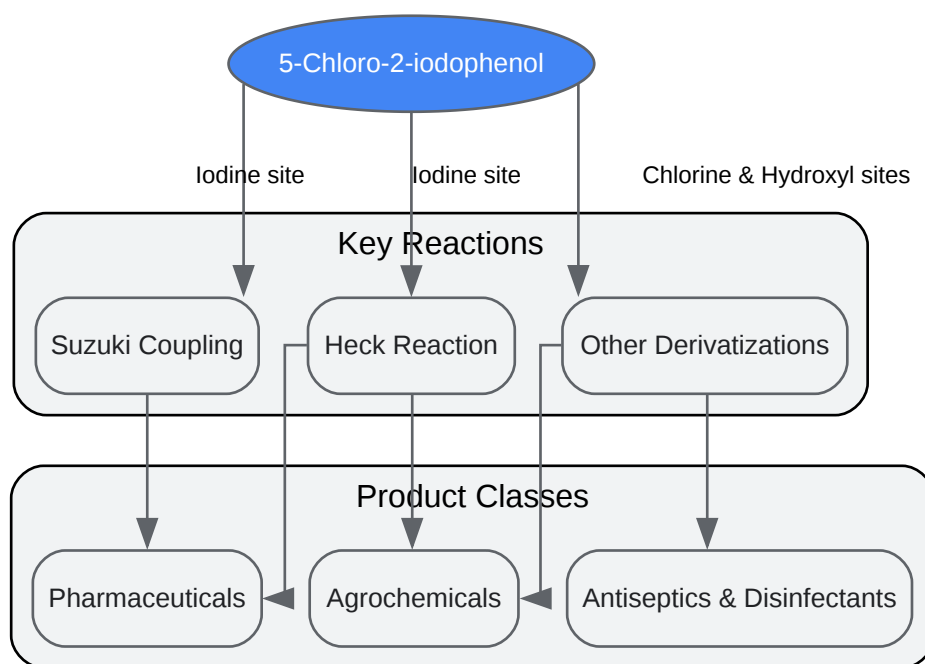 5-Chloro-2-iodophenol
Iodine site
Iodine site
Chlorine & Hydroxyl sites
Key Reactions
Suzuki Coupling
Heck Reaction
Other Derivatizations
Product Classes
Pharmaceuticals
Agrochemicals
Antiseptics & Disinfectants